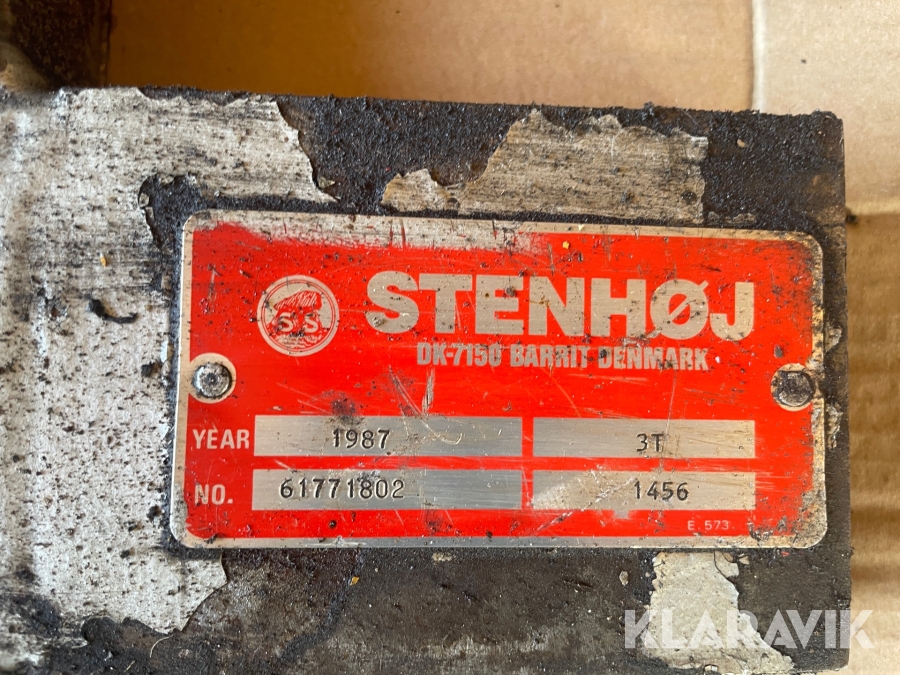 STENHØJ
DK-7150 BARRIT-DENMARK
S S
YEAR 1987 3T
NO. 61771802 1456
E. 573
KLARAVIK